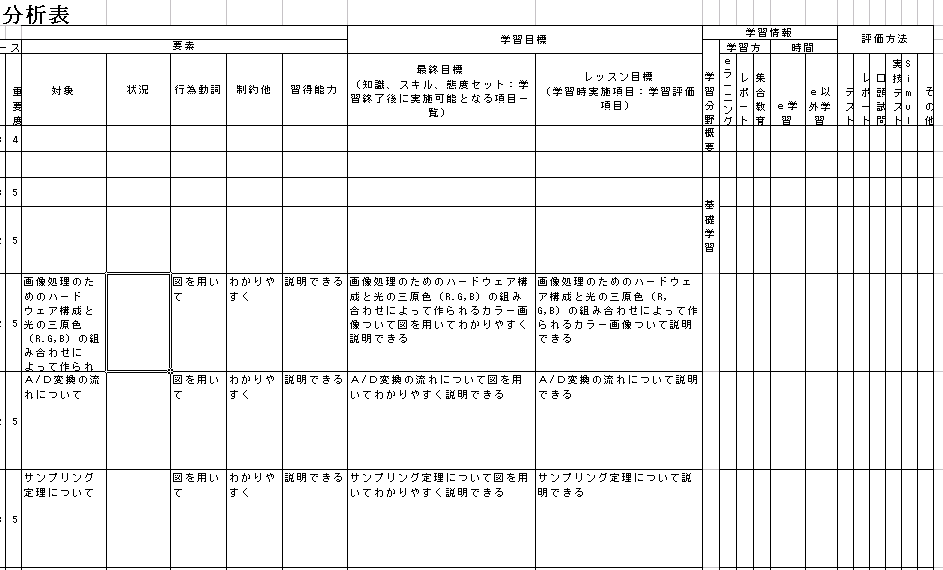 分析表
ース
要素
学習目標
学習情報
学習方
時間
評価方法
重要度
対象
状況
行為動詞
制約他
習得能力
最終目標
（知識、スキル、態度セット：学
習終了後に実施可能となる項目一
覧）
レッスン目標
（学習時実施項目：学習評価
項目）
学習分野
eラーニング
レポート
集合教育
e学
習
e以
外学
習
テスト
レポート
口頭試問
実技テスト
Simul
その他
4
概要
5
5
基礎学習
画像処理のた
めのハード
ウェア構成と
光の三原色
（R.G,B）の組
み合わせに
よって作られ
図を用い
て
わかりや
すく
説明できる
画像処理のためのハードウェア構
成と光の三原色（R.G,B）の組み
合わせによって作られるカラー画
像ついて図を用いてわかりやすく
説明できる
画像処理のためのハードウェ
ア構成と光の三原色（R,
G,B）の組み合わせによって作
られるカラー画像ついて説明
できる
5
A/D変換の流
れについて
図を用い
て
わかりや
すく
説明できる
A/D変換の流れについて図を用
いてわかりやすく説明できる
A/D変換の流れについて説明
できる
5
サンプリング
定理について
図を用い
て
わかりや
すく
説明できる
サンプリング定理について図を用
いてわかりやすく説明できる
サンプリング定理について説
明できる
5